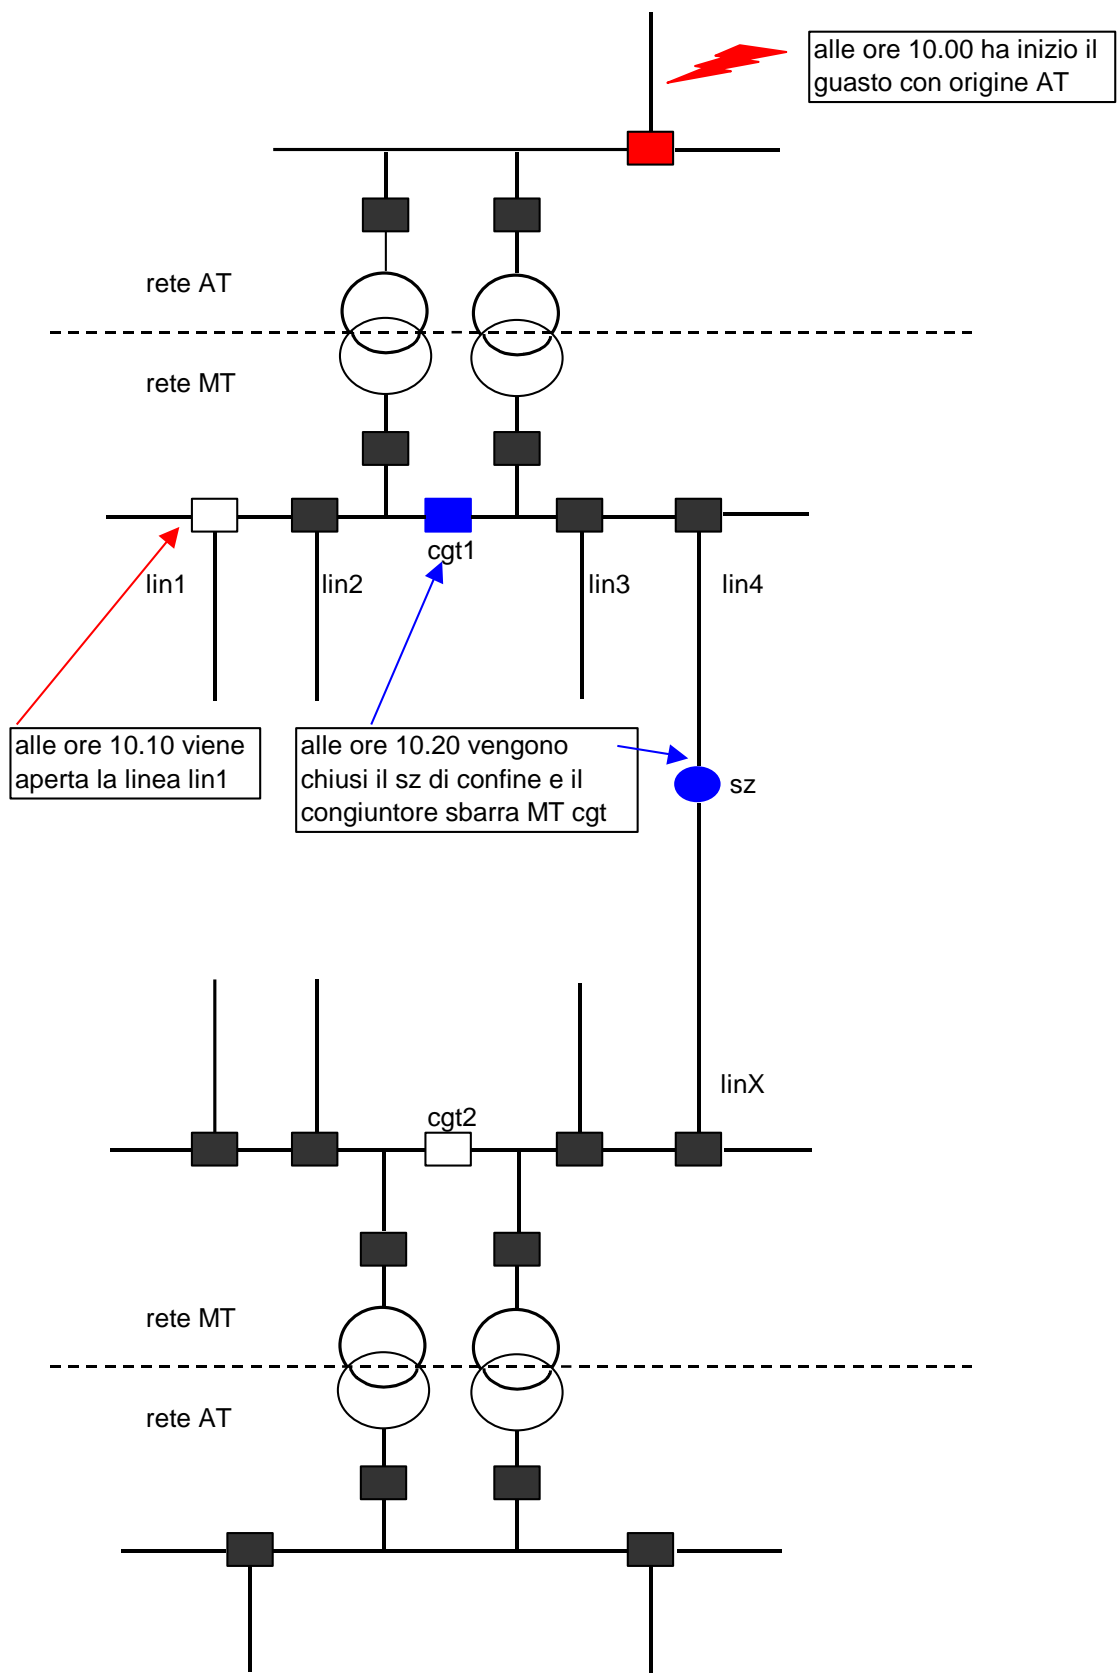 alle ore 10.00 ha inizio il
guasto con origine AT
rete AT
rete MT
cgt1
lin1
lin2
lin3
lin4
alle ore 10.10 viene
aperta la linea lin1
alle ore 10.20 vengono
chiusi il sz di confine e il
congiuntore sbarra MT cgt
sz
linX
cgt2
rete MT
rete AT